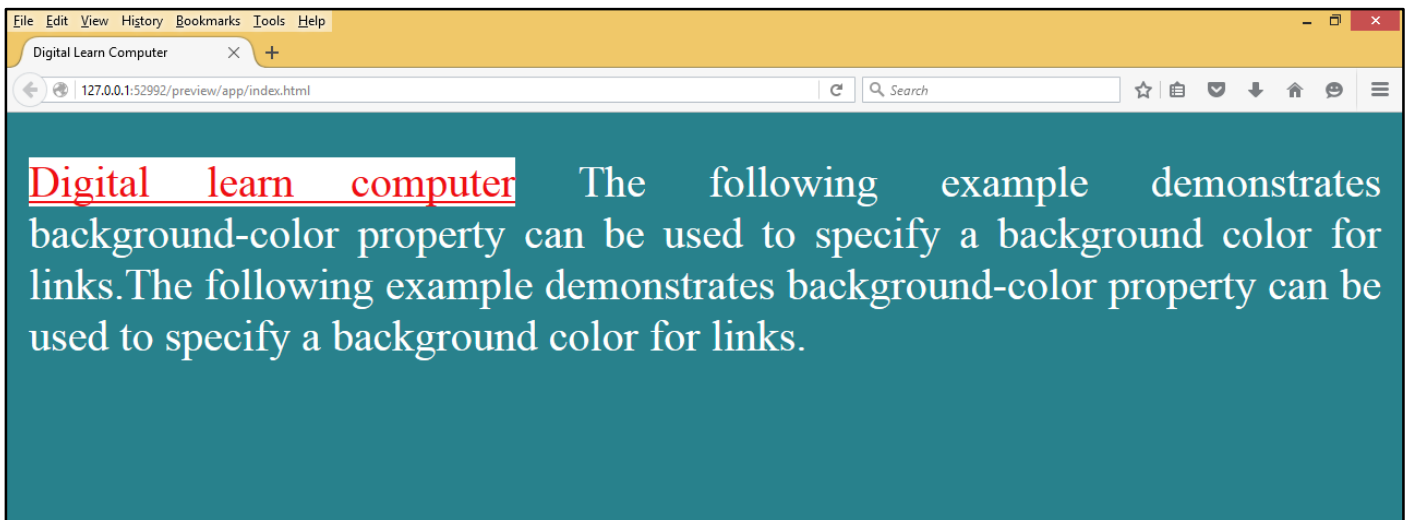 File Edit View History Bookmarks Tools Help
Digital Learn Computer
127.0.0.1:52992/preview/app/index.html Search
Digital learn computer The following example demonstrates
background-color property can be used to specify a background color for
links.The following example demonstrates background-color property can be
used to specify a background color for links.